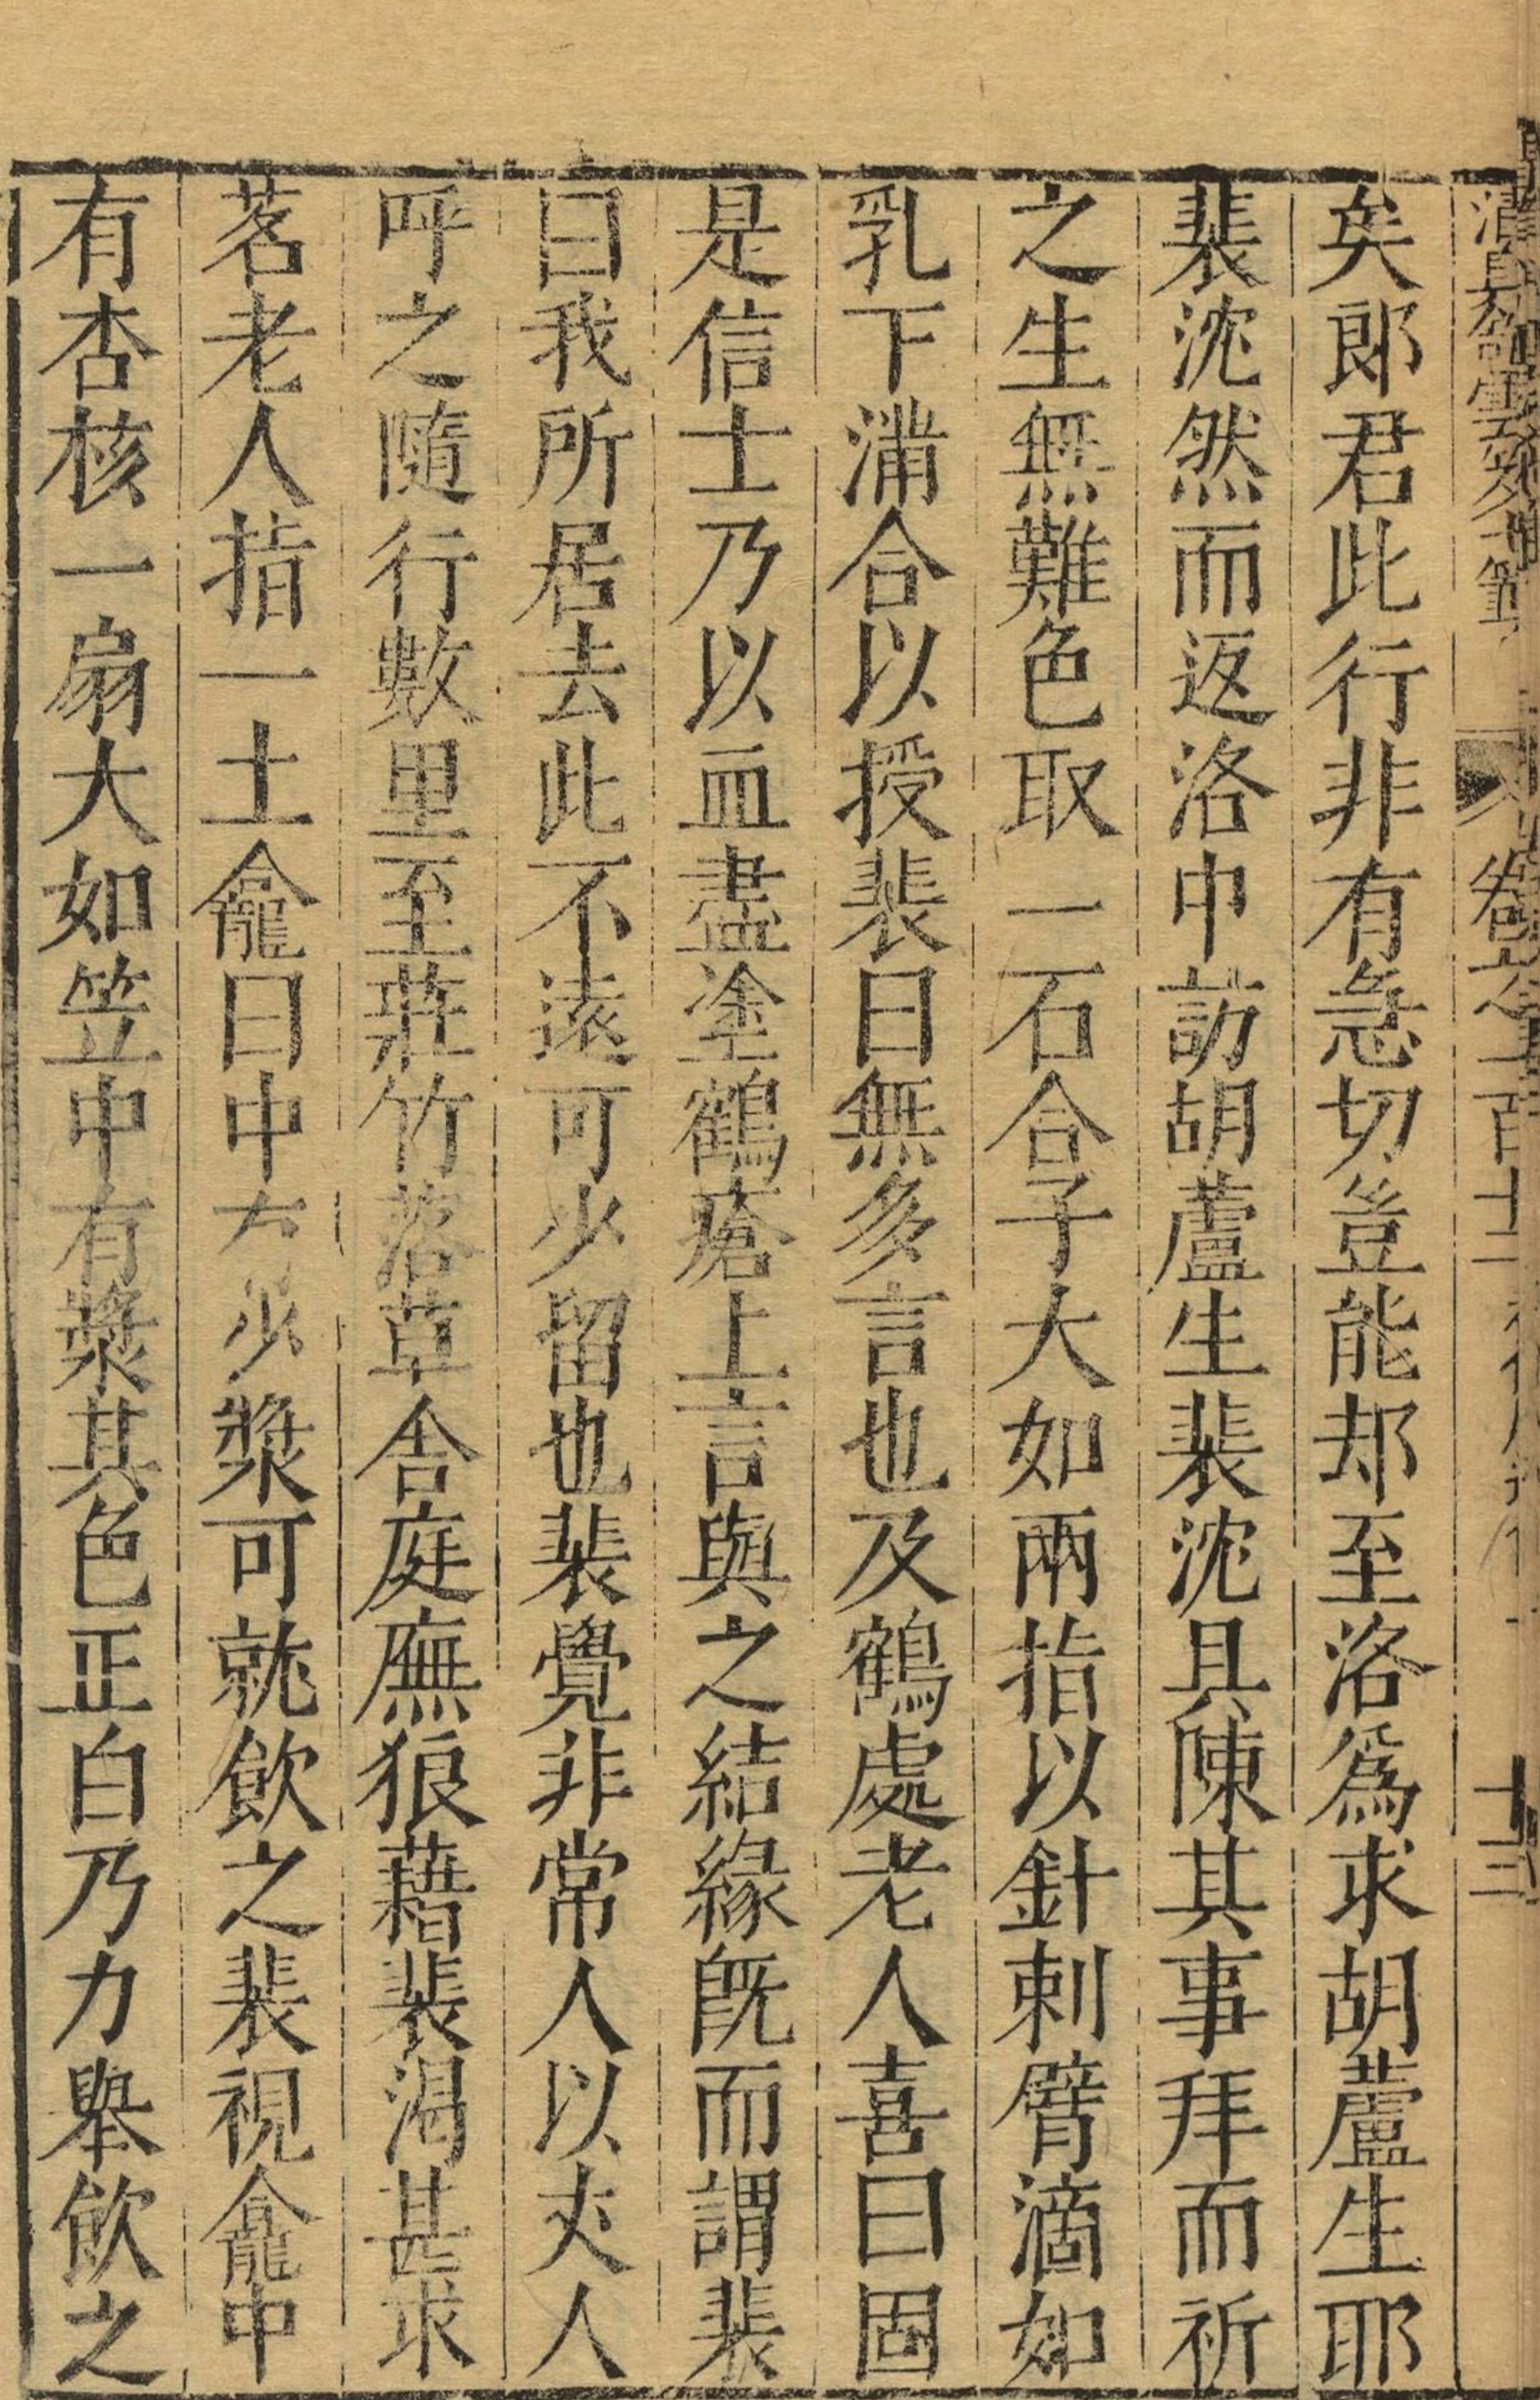 矣郎君此行非有急切豈能却至洛爲求胡蘆生耶
裴沈然而返洛中訪胡蘆生裴沈具陳其事拜而祈
之生無難色取一石合子大如兩指以針刺臂滴如
乳下滿合以授裴曰無多言也及鶴處老人喜曰固
是信士乃以血盡塗鶴瘡上言與之結緣既而謂裴
曰我所居去此不遠可少留也裴覺非常人以丈人
呼之隨行數里至莊竹落草舍庭廡狼藉裴渴甚求
茗老人指一土龕曰中有少漿可就飲之裴視龕中
有杏核一扇大如笠中有漿其色正白乃力舉飲之